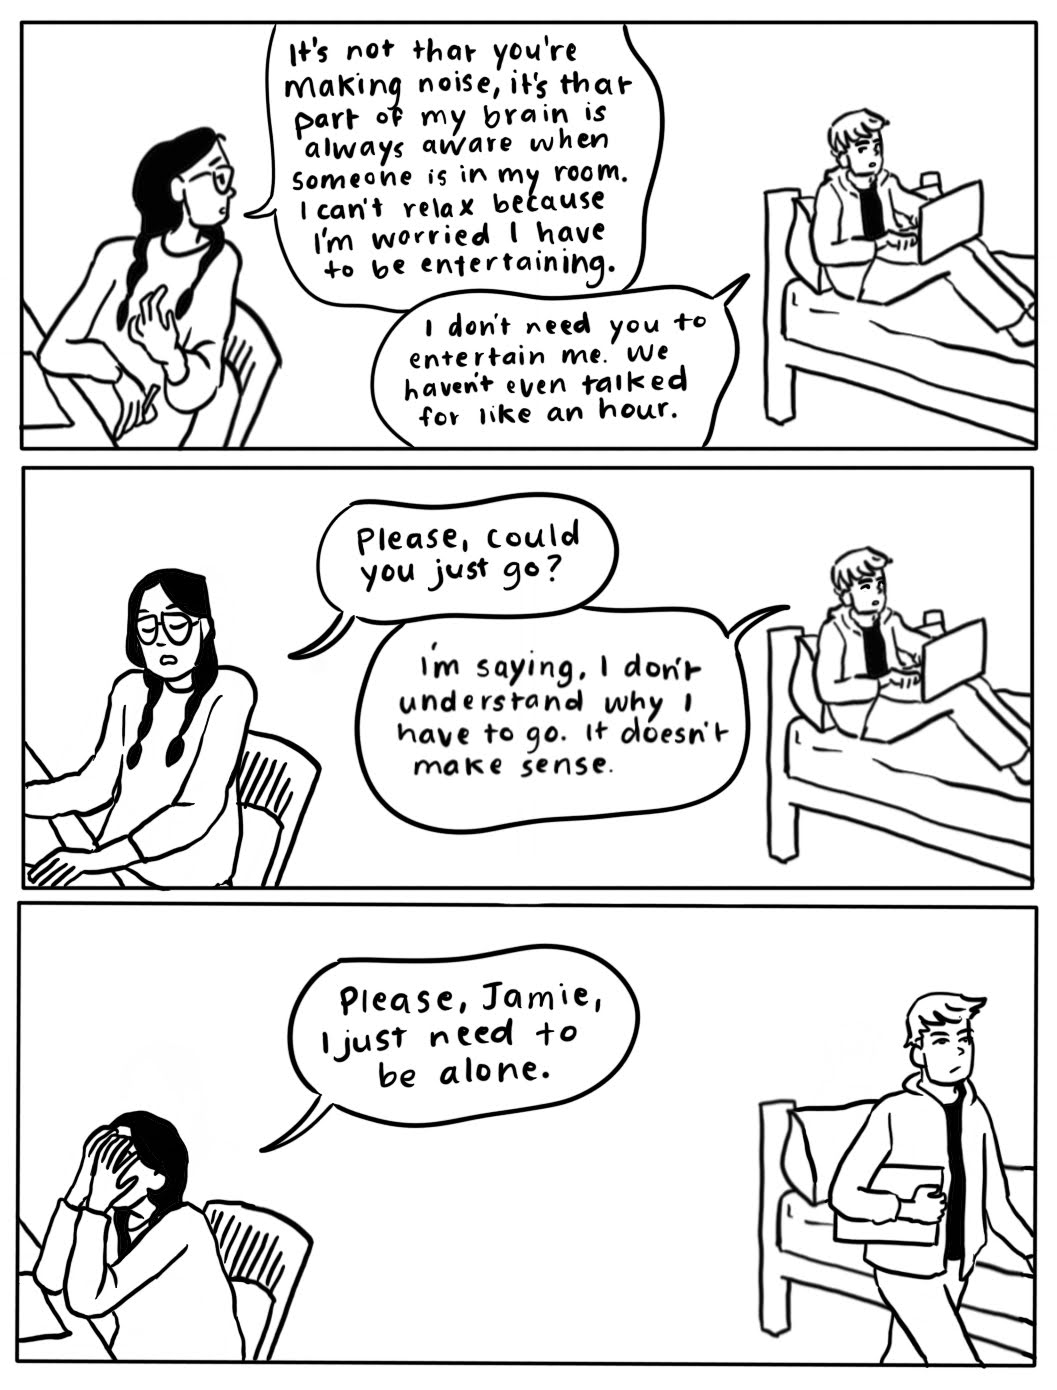 It's not that you're
making noise, it's that
part of my brain is
always aware when
someone is in my room.
I can't relax because
I'm worried I have
to be entertaining.
I don't need you to
entertain me. We
haven't even talked
for like an hour.
Please, could
you just go?
i'm saying, I don't
understand why I
have to go. It doesn't
make sense.
Please, Jamie,
I just need to
be alone.